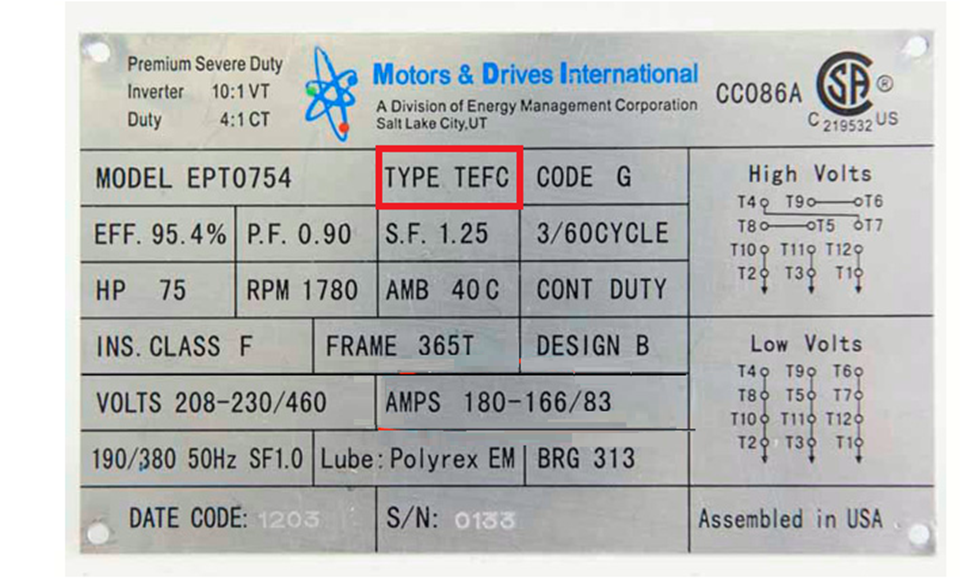 Premium Severe Duty
Inverter 10:1 VT
Duty 4:1 CT
Motors & Drives International
A Division of Energy Management Corporation
Salt Lake City,UT
CC086A
SA ®
C 219532 US
MODEL EPT0754 TYPE TEFC CODE G
EFF. 95.4% P.F. 0.90 S.F. 1.25 3/60CYCLE
HP 75 RPM 1780 AMB 40C CONT DUTY
INS. CLASS F FRAME 365T DESIGN B
VOLTS 208-230/460 AMPS 180-166/83
190/380 50Hz SF1.0 Lube:Polyrex EM BRG 313
DATE CODE: 1203 S/N: 0133
High Volts
T4 T9 T6
T8 T5 T7
T10 T11 T12
T2 T3 T1
Low Volts
T4 T9 T6
T8 T5 T7
T10 T11 T12
T2 T3 T1
Assembled in USA